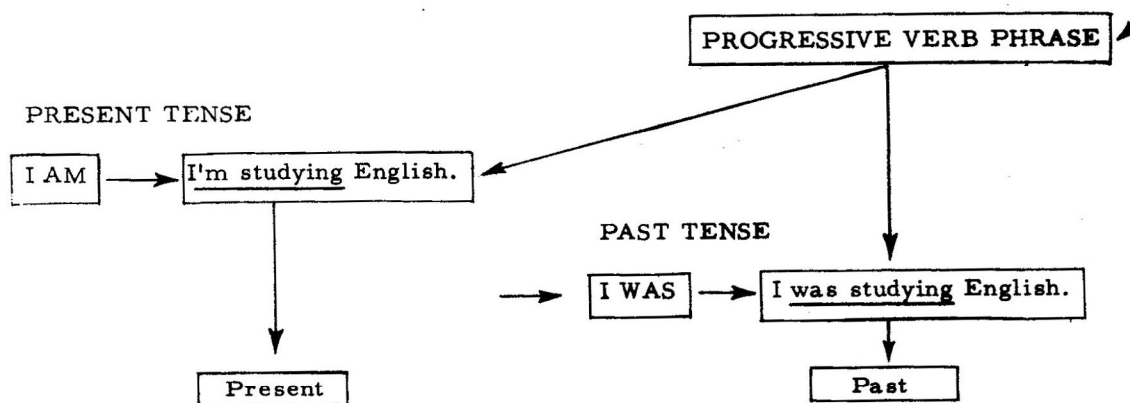 PROGRESSIVE VERB PHRASE
PRESENT TENSE
I AM
I'm studying English.
PAST TENSE
I WAS
I was studying English.
Present
Past